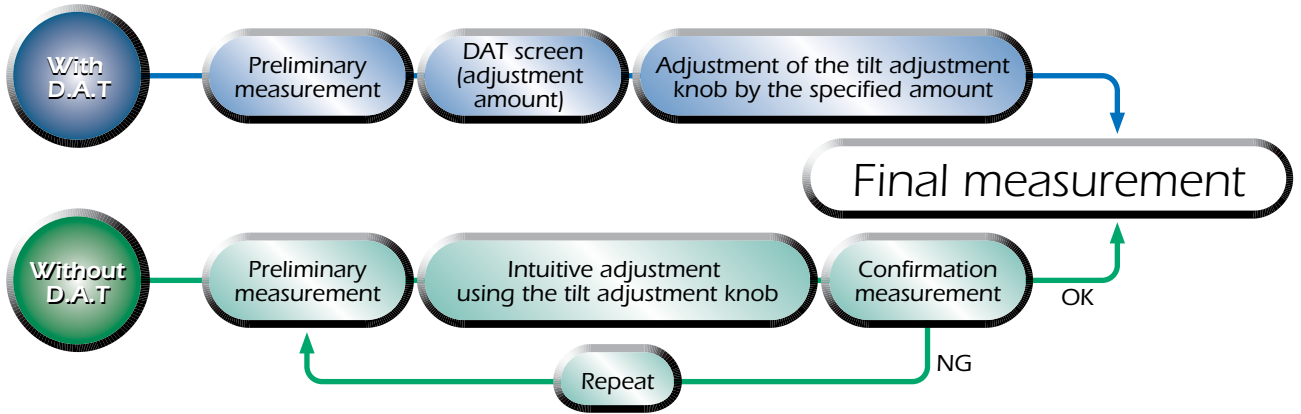 With
D.A.T
Preliminary
measurement
DAT screen
(adjustment
amount)
Adjustment of the tilt adjustment
knob by the specified amount
Final measurement
Without
D.A.T
Preliminary
measurement
Intuitive adjustment
using the tilt adjustment knob
Confirmation
measurement
OK
NG
Repeat